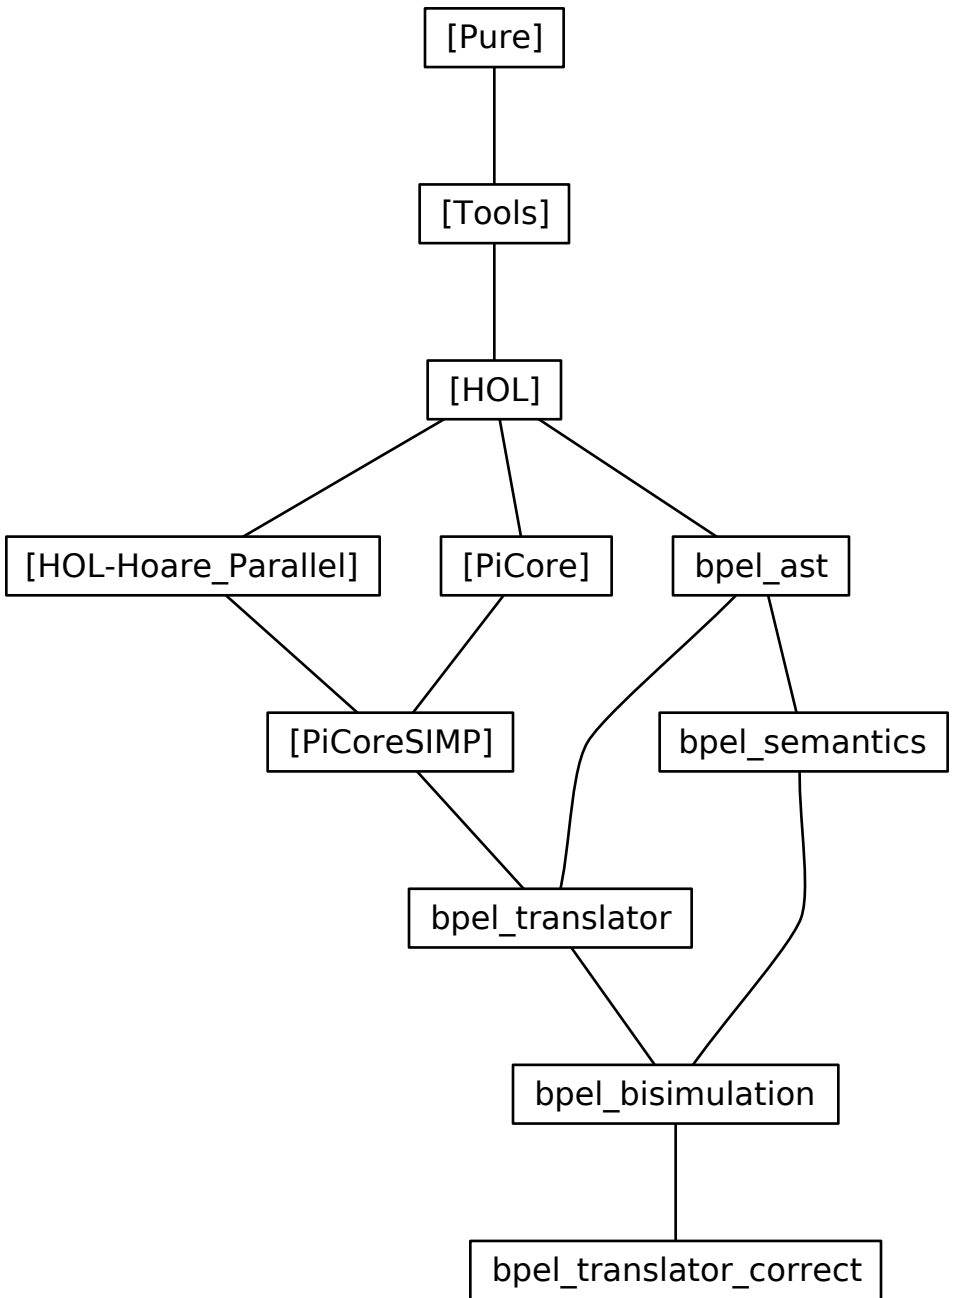 [Pure]
[Tools]
[HOL]
[HOL-Hoare_Parallel]
[PiCore]
bpel_ast
[PiCoreSIMP]
bpel_semantics
bpel_translator
bpel_bisimulation
bpel_translator_correct